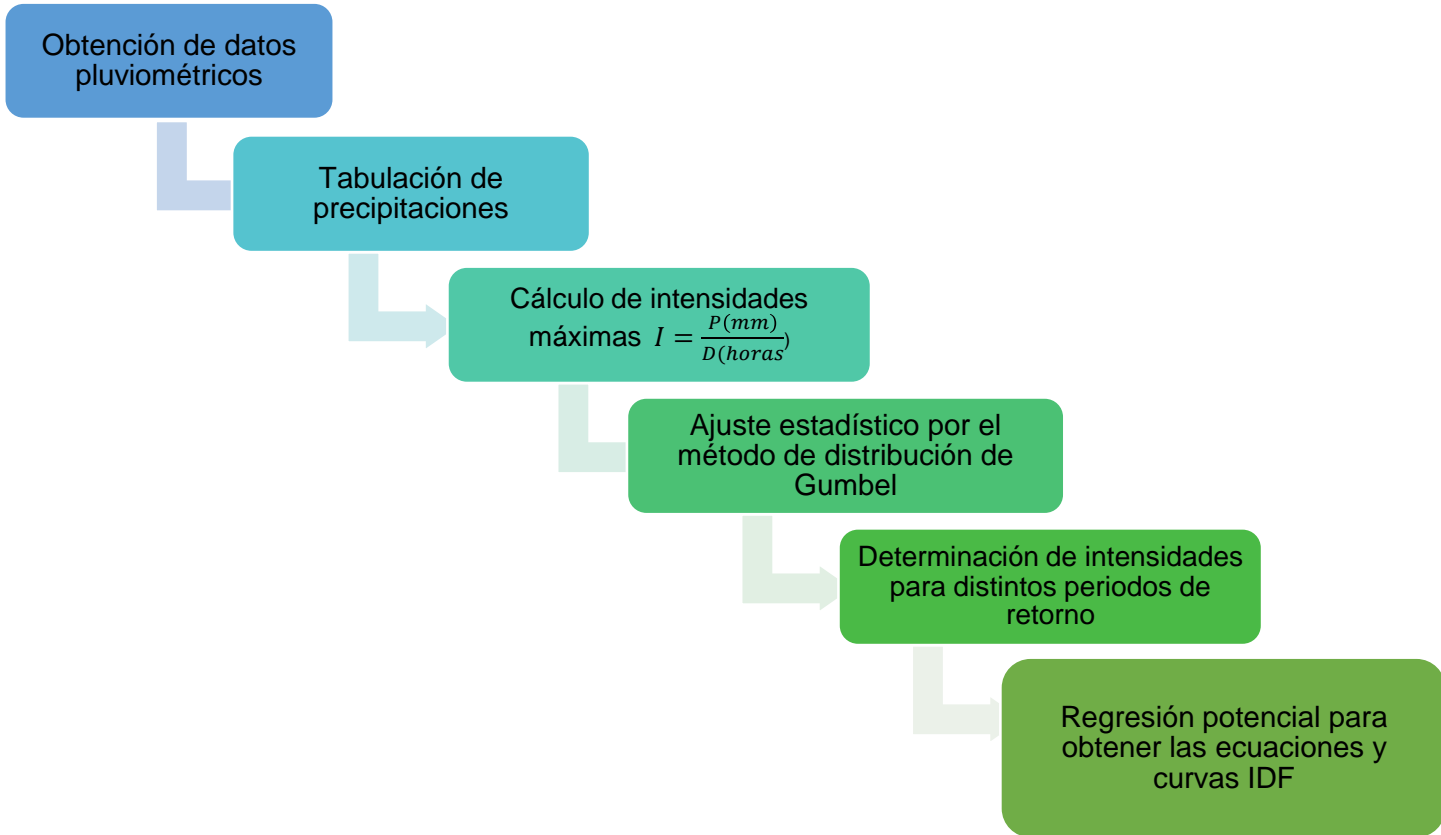 Obtención de datos
pluviométricos
Tabulación de
precipitaciones
Cálculo de intensidades
máximas I = P(mm) / D(horas)
Ajuste estadístico por el
método de distribución de
Gumbel
Determinación de intensidades
para distintos periodos de
retorno
Regresión potencial para
obtener las ecuaciones y
curvas IDF